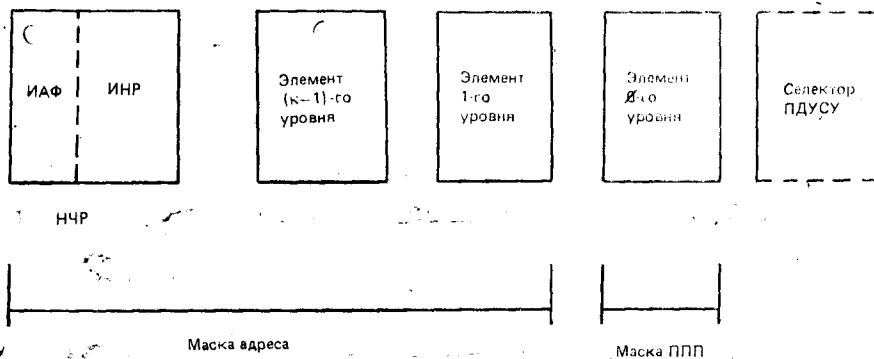 ИАФ
ИНР
Элемент
(к–1)-го
уровня
Элемент
1-го
уровня
Элемент
0-го
уровня
Селектор
ПДУСУ
НЧР
Маска адреса
Маска ППП